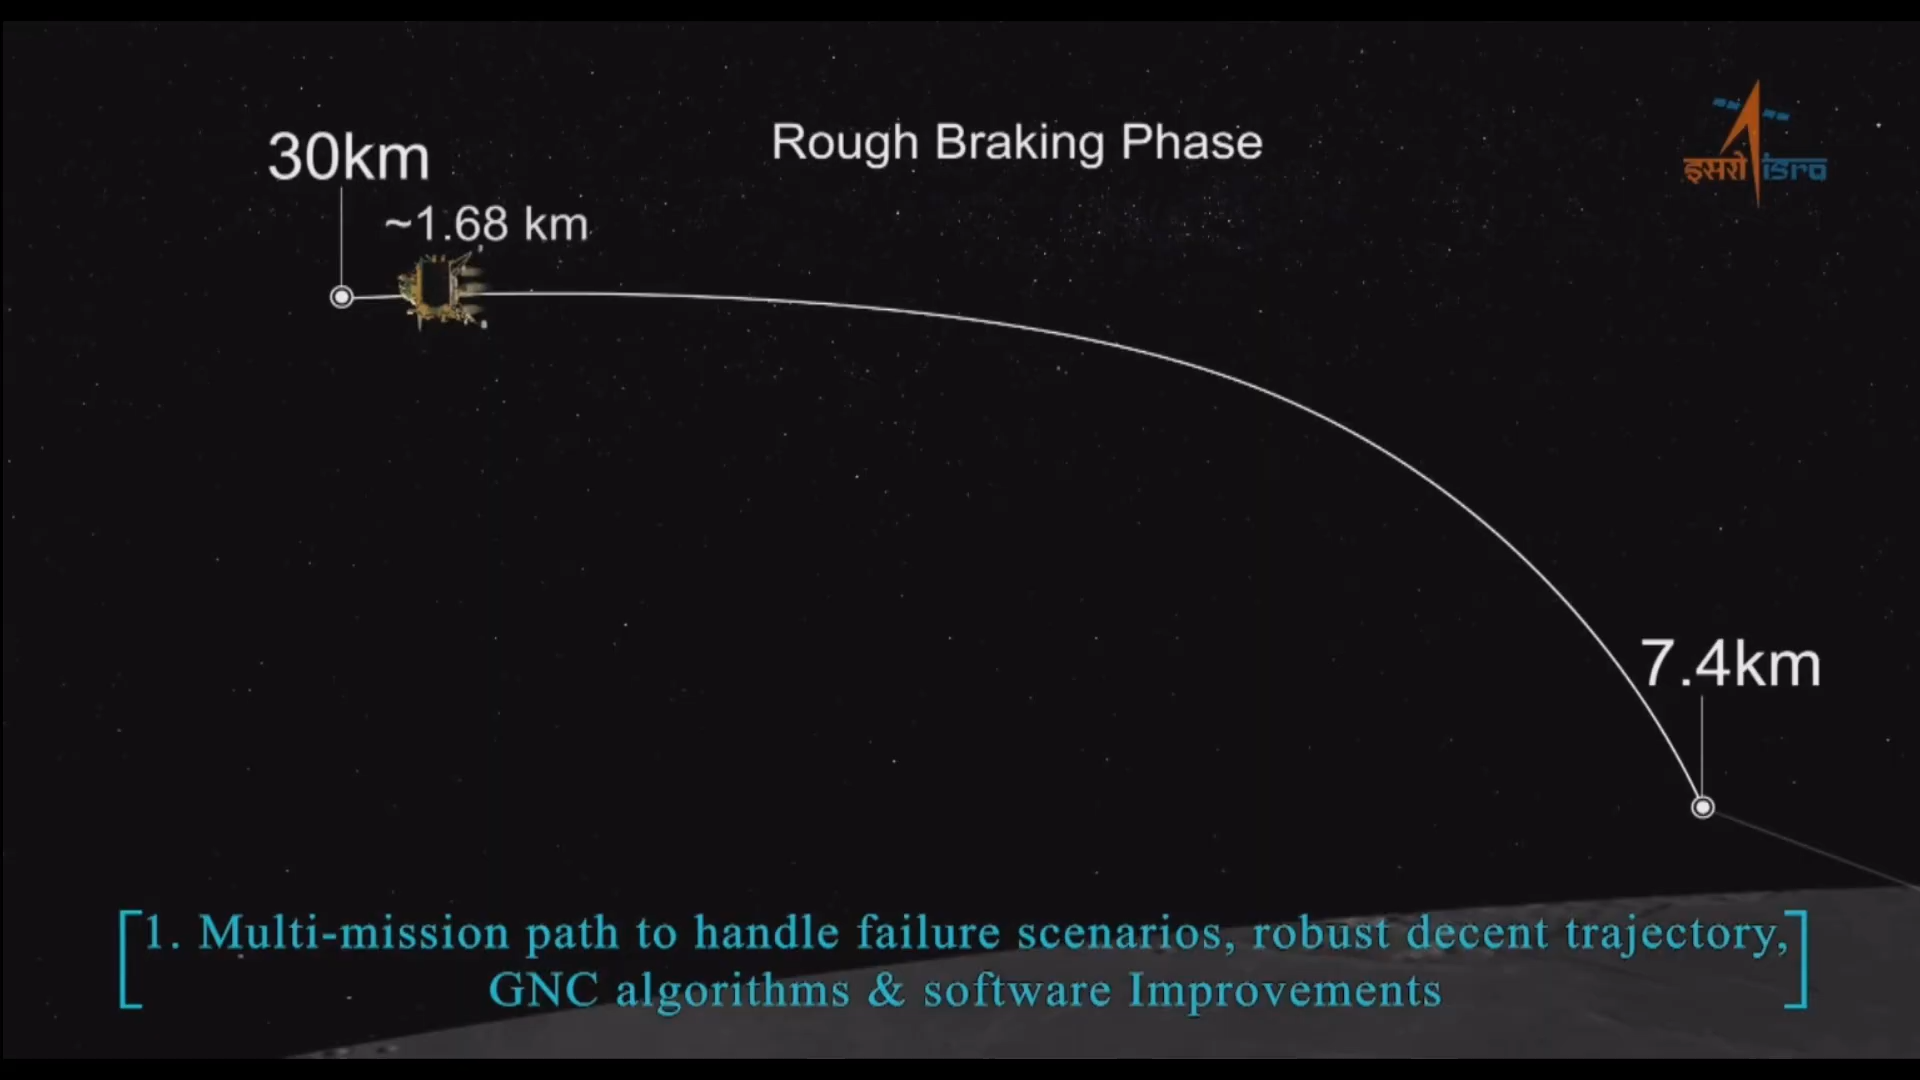 Rough Braking Phase
30km
~1.68 km
इसरो isro
7.4km
1. Multi-mission path to handle failure scenarios, robust decent trajectory,
GNC algorithms & software Improvements